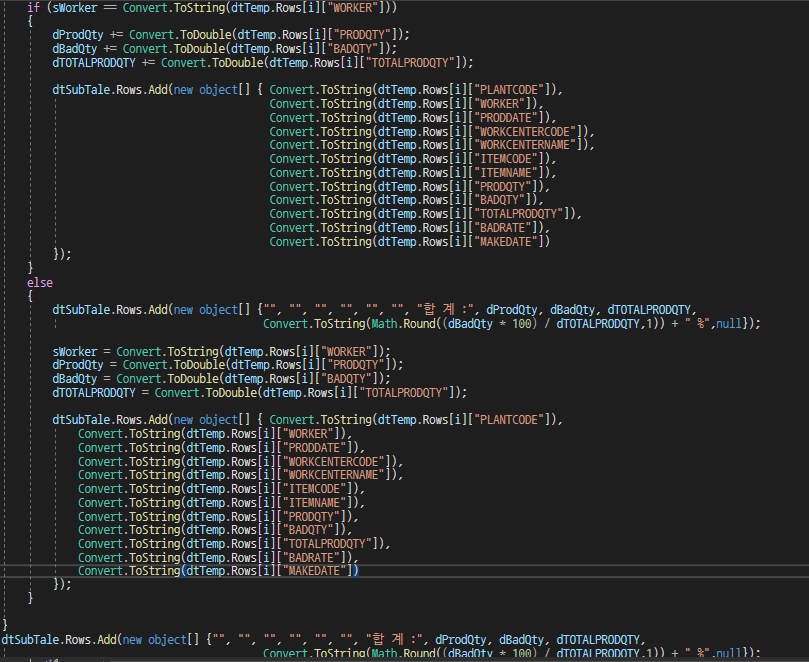 if (sWorker == Convert.ToString(dtTemp.Rows[i]["WORKER"]))
{
dProdQty += Convert.ToDouble(dtTemp.Rows[i]["PRODQTY"]);
dBadQty += Convert.ToDouble(dtTemp.Rows[i]["BADQTY"]);
dTOTALPRODQTY += Convert.ToDouble(dtTemp.Rows[i]["TOTALPRODQTY"]);
dtSubTale.Rows.Add(new object[] { Convert.ToString(dtTemp.Rows[i]["PLANTCODE"]),
Convert.ToString(dtTemp.Rows[i]["WORKER"]),
Convert.ToString(dtTemp.Rows[i]["PRODDATE"]),
Convert.ToString(dtTemp.Rows[i]["WORKCENTERCODE"]),
Convert.ToString(dtTemp.Rows[i]["WORKCENTERNAME"]),
Convert.ToString(dtTemp.Rows[i]["ITEMCODE"]),
Convert.ToString(dtTemp.Rows[i]["ITEMNAME"]),
Convert.ToString(dtTemp.Rows[i]["PRODQTY"]),
Convert.ToString(dtTemp.Rows[i]["BADQTY"]),
Convert.ToString(dtTemp.Rows[i]["TOTALPRODQTY"]),
Convert.ToString(dtTemp.Rows[i]["BADRATE"]),
Convert.ToString(dtTemp.Rows[i]["MAKEDATE"])
});
}
else
{
dtSubTale.Rows.Add(new object[] {"", "", "", "", "", "", "합 계 :", dProdQty, dBadQty, dTOTALPRODQTY,
Convert.ToString(Math.Round((dBadQty * 100) / dTOTALPRODQTY,1)) + " %",null});
sWorker = Convert.ToString(dtTemp.Rows[i]["WORKER"]);
dProdQty = Convert.ToDouble(dtTemp.Rows[i]["PRODQTY"]);
dBadQty = Convert.ToDouble(dtTemp.Rows[i]["BADQTY"]);
dTOTALPRODQTY = Convert.ToDouble(dtTemp.Rows[i]["TOTALPRODQTY"]);
dtSubTale.Rows.Add(new object[] { Convert.ToString(dtTemp.Rows[i]["PLANTCODE"]),
Convert.ToString(dtTemp.Rows[i]["WORKER"]),
Convert.ToString(dtTemp.Rows[i]["PRODDATE"]),
Convert.ToString(dtTemp.Rows[i]["WORKCENTERCODE"]),
Convert.ToString(dtTemp.Rows[i]["WORKCENTERNAME"]),
Convert.ToString(dtTemp.Rows[i]["ITEMCODE"]),
Convert.ToString(dtTemp.Rows[i]["ITEMNAME"]),
Convert.ToString(dtTemp.Rows[i]["PRODQTY"]),
Convert.ToString(dtTemp.Rows[i]["BADQTY"]),
Convert.ToString(dtTemp.Rows[i]["TOTALPRODQTY"]),
Convert.ToString(dtTemp.Rows[i]["BADRATE"]),
Convert.ToString(dtTemp.Rows[i]["MAKEDATE"])
});
}
}
dtSubTale.Rows.Add(new object[] {"", "", "", "", "", "", "합 계 :", dProdQty, dBadQty, dTOTALPRODQTY,
Convert.ToString(Math.Round((dBadQty * 100) / dTOTALPRODQTY,1)) + " %",null});